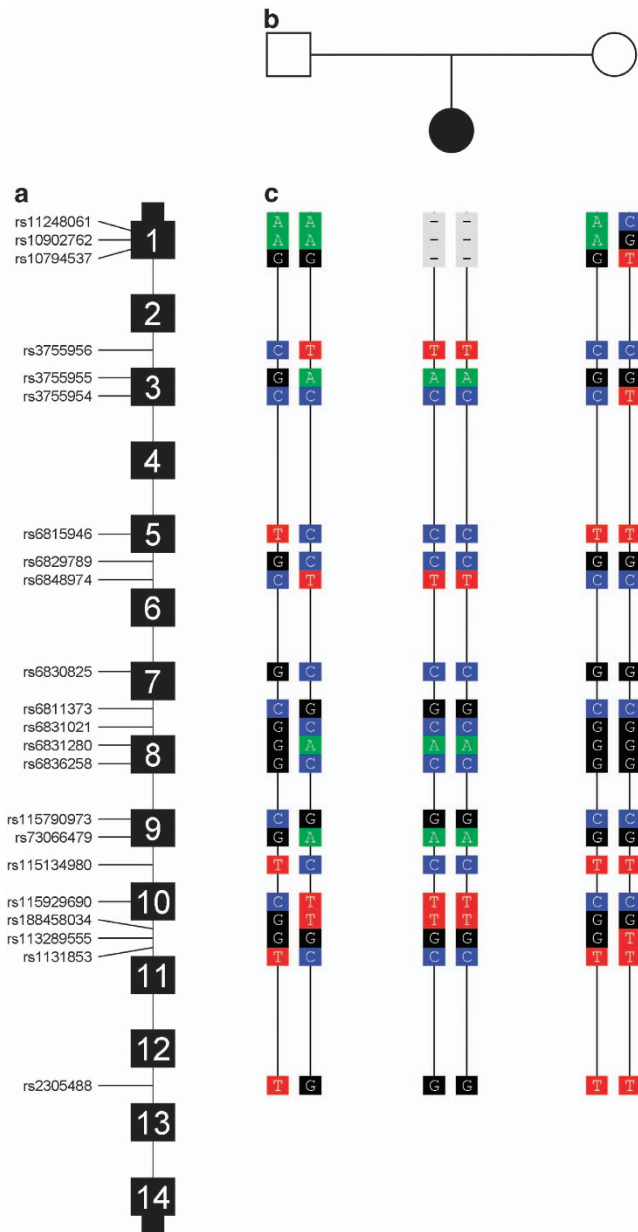 b
a c
rs11248061 A A - - A C
rs10902762 1 A A - - A G
rs10794537 G G - - G T
2
rs3755956 C T T T C C
rs3755955 3 G A A A G G
rs3755954 C C C C C T
4
rs6815946 5 T C C C T T
rs6829789 G C C C G G
rs6848974 C T T T C C
6
rs6830825 7 G C C C G G
rs6811373 C G G G C C
rs6831021 G C C C G G
rs6831280 8 G A A A G G
rs6836258 G C C C G G
rs115790973 9 C G G G C C
rs73066479 G A A A G G
rs115134980 T C C C T T
rs115929690 10 C T T T C C
rs188458034 G T T T G G
rs113289555 G G G G G T
rs1131853 T C C C T T
11
12
rs2305488 T G G G T T
13
14